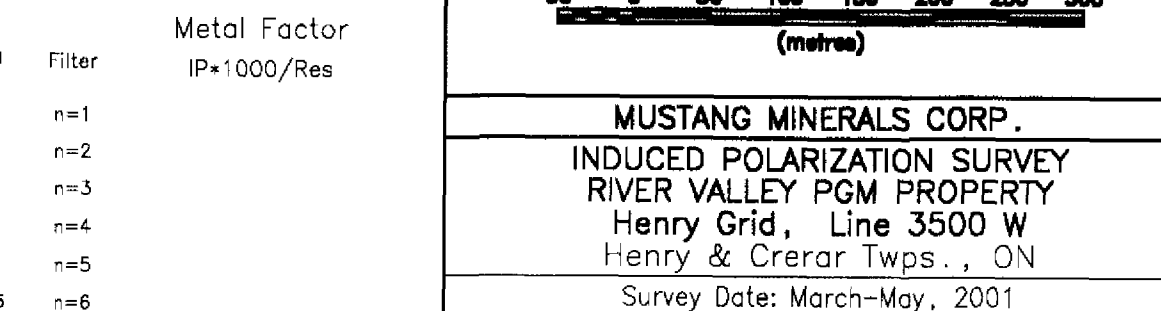 Metal Factor
Filter
IP*1000/Res
n=1
n=2
n=3
n=4
n=5
n=6
(metres)
MUSTANG MINERALS CORP.
INDUCED POLARIZATION SURVEY
RIVER VALLEY PGM PROPERTY
Henry Grid, Line 3500 W
Henry & Crerar Twps., ON
Survey Date: March-May, 2001